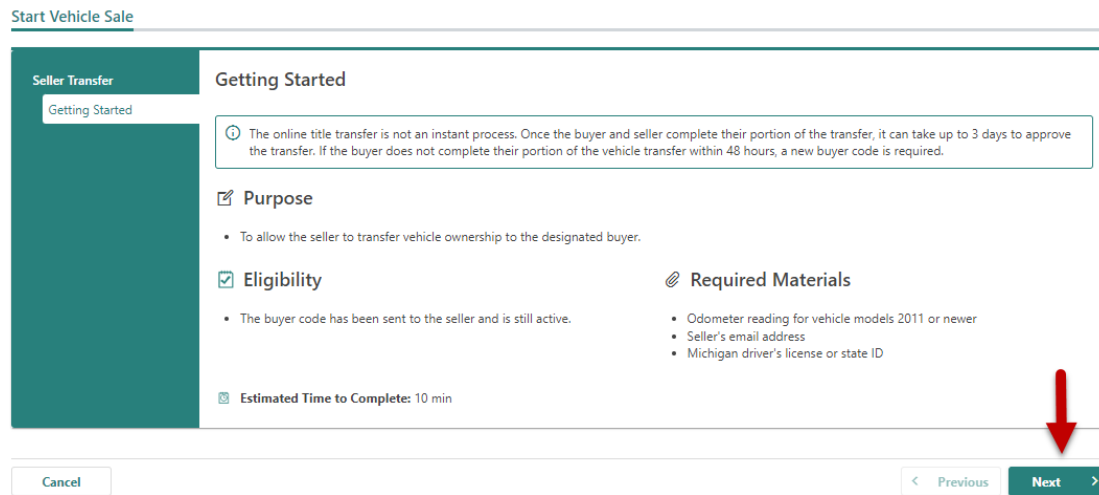 Start Vehicle Sale
Seller Transfer
Getting Started
Getting Started
The online title transfer is not an instant process. Once the buyer and seller complete their portion of the transfer, it can take up to 3 days to approve
the transfer. If the buyer does not complete their portion of the vehicle transfer within 48 hours, a new buyer code is required.
Purpose
• To allow the seller to transfer vehicle ownership to the designated buyer.
Eligibility
• The buyer code has been sent to the seller and is still active.
Required Materials
• Odometer reading for vehicle models 2011 or newer
• Seller's email address
• Michigan driver's license or state ID
Estimated Time to Complete: 10 min
Cancel
< Previous
Next >